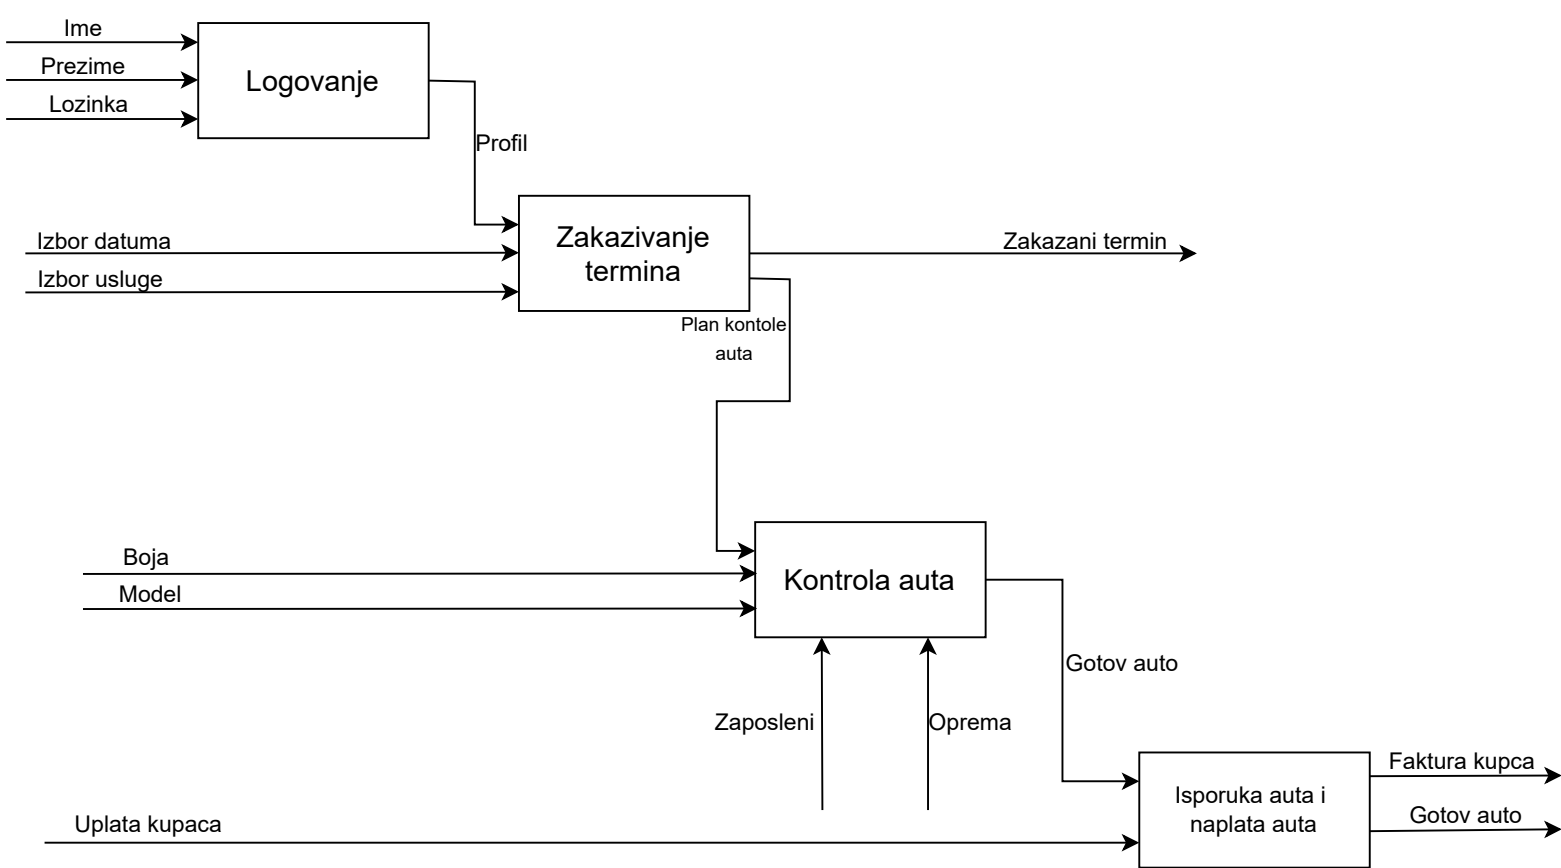 Ime
Prezime
Lozinka
Logovanje
Profil
Izbor datuma
Izbor usluge
Zakazivanje
termina
Zakazani termin
Plan kontole
auta
Boja
Model
Kontrola auta
Gotov auto
Zaposleni
Oprema
Uplata kupaca
Isporuka auta i
naplata auta
Faktura kupca
Gotov auto